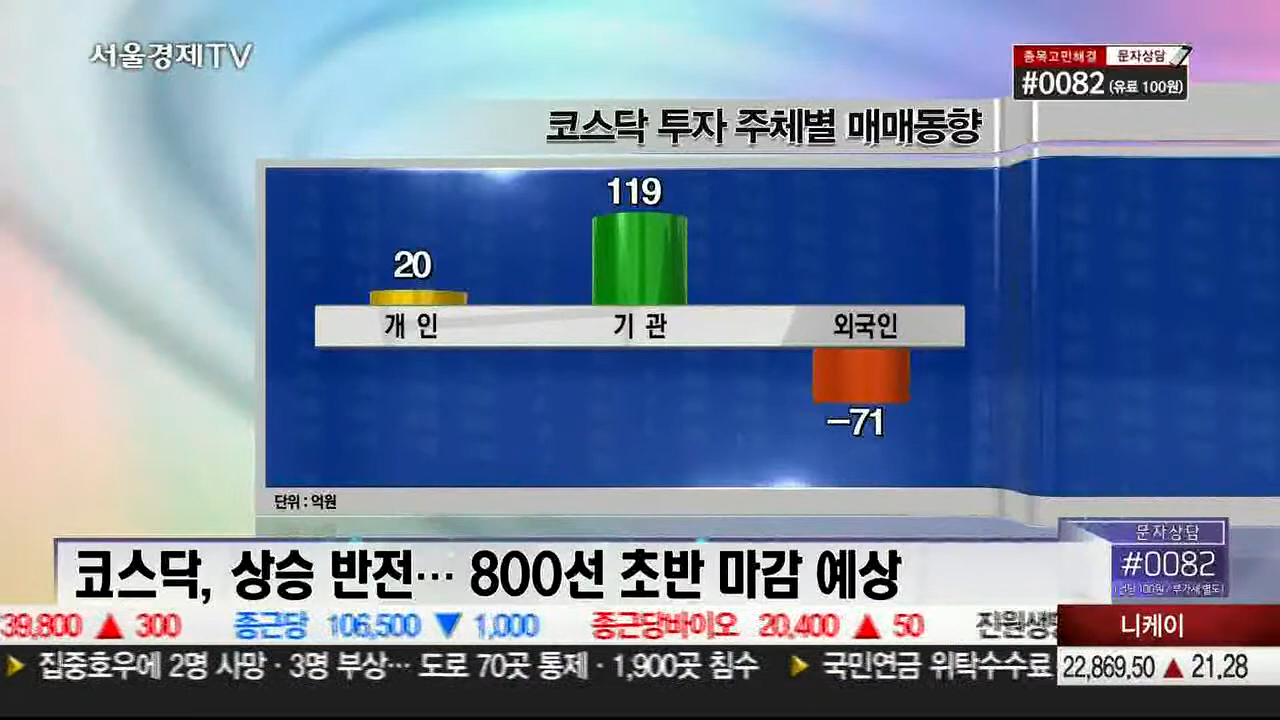 서울경제TV
종목고민해결 문자상담
#0082 (유료 100원)
코스닥 투자 주체별 매매동향
20
119
개 인
기 관
외국인
-71
단위 : 억원
문자상담
#0082
코스닥, 상승 반전… 800선 초반 마감 예상
39,800 ▲ 300 종근당 106,500 ▼ 1,000 종근당바이오 20,400 ▲ 50 진원생
니케이
▶ 집중호우에 2명 사망·3명 부상… 도로 70곳 통제·1,900곳 침수 ▶ 국민연금 위탁수수료
22,869.50 ▲ 21.28